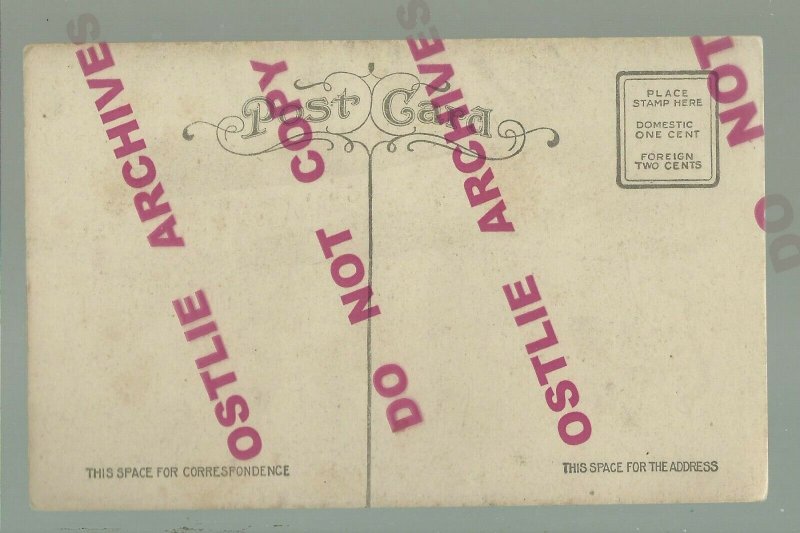 Post Card
PLACE
STAMP HERE
DOMESTIC
ONE CENT
FOREIGN
TWO CENTS
THIS SPACE FOR CORRESPONDENCE
THIS SPACE FOR THE ADDRESS
OSTLIE ARCHIVES
DO NOT COPY
OSTLIE ARCHIVES
DO NOT